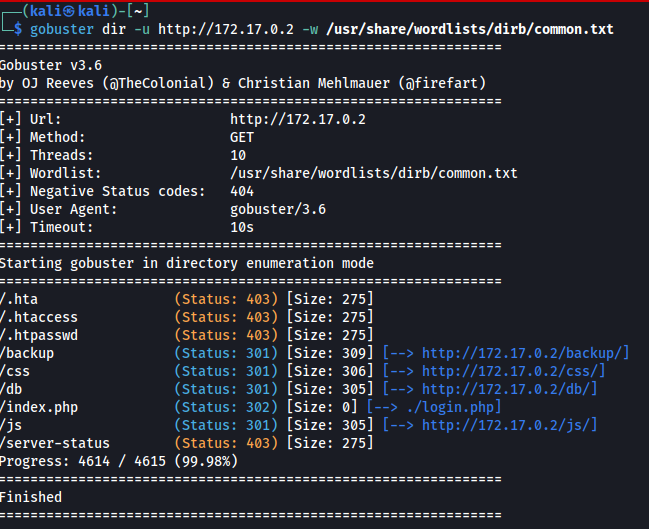 ┌──(kali㉿kali)-[~]
└─$ gobuster dir -u http://172.17.0.2 -w /usr/share/wordlists/dirb/common.txt
===============================================================
Gobuster v3.6
by OJ Reeves (@TheColonial) & Christian Mehlmauer (@firefart)
===============================================================
[+] Url:                     http://172.17.0.2
[+] Method:                  GET
[+] Threads:                 10
[+] Wordlist:                /usr/share/wordlists/dirb/common.txt
[+] Negative Status codes:   404
[+] User Agent:              gobuster/3.6
[+] Timeout:                 10s
===============================================================
Starting gobuster in directory enumeration mode
===============================================================
/.hta                 (Status: 403) [Size: 275]
/.htaccess            (Status: 403) [Size: 275]
/.htpasswd            (Status: 403) [Size: 275]
/backup               (Status: 301) [Size: 309] [--> http://172.17.0.2/backup/]
/css                  (Status: 301) [Size: 306] [--> http://172.17.0.2/css/]
/db                   (Status: 301) [Size: 305] [--> http://172.17.0.2/db/]
/index.php            (Status: 302) [Size: 0] [--> ./login.php]
/js                   (Status: 301) [Size: 305] [--> http://172.17.0.2/js/]
/server-status        (Status: 403) [Size: 275]
Progress: 4614 / 4615 (99.98%)
===============================================================
Finished
===============================================================